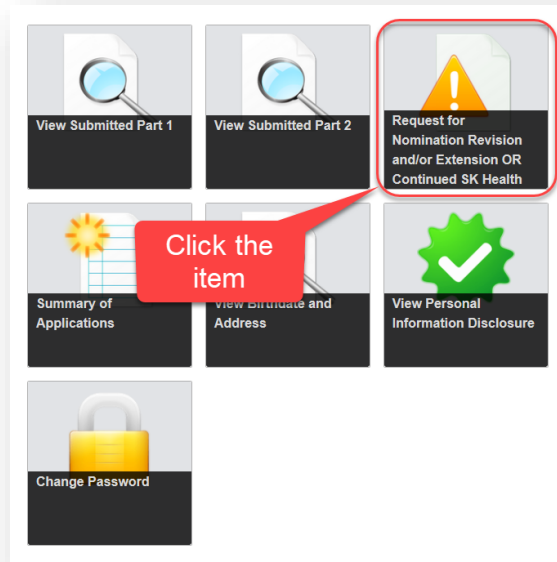 View Submitted Part 1
View Submitted Part 2
Request for
Nomination Revision
and/or Extension OR
Continued SK Health
Click the
item
Summary of
Applications
View Birthdate and
Address
View Personal
Information Disclosure
Change Password